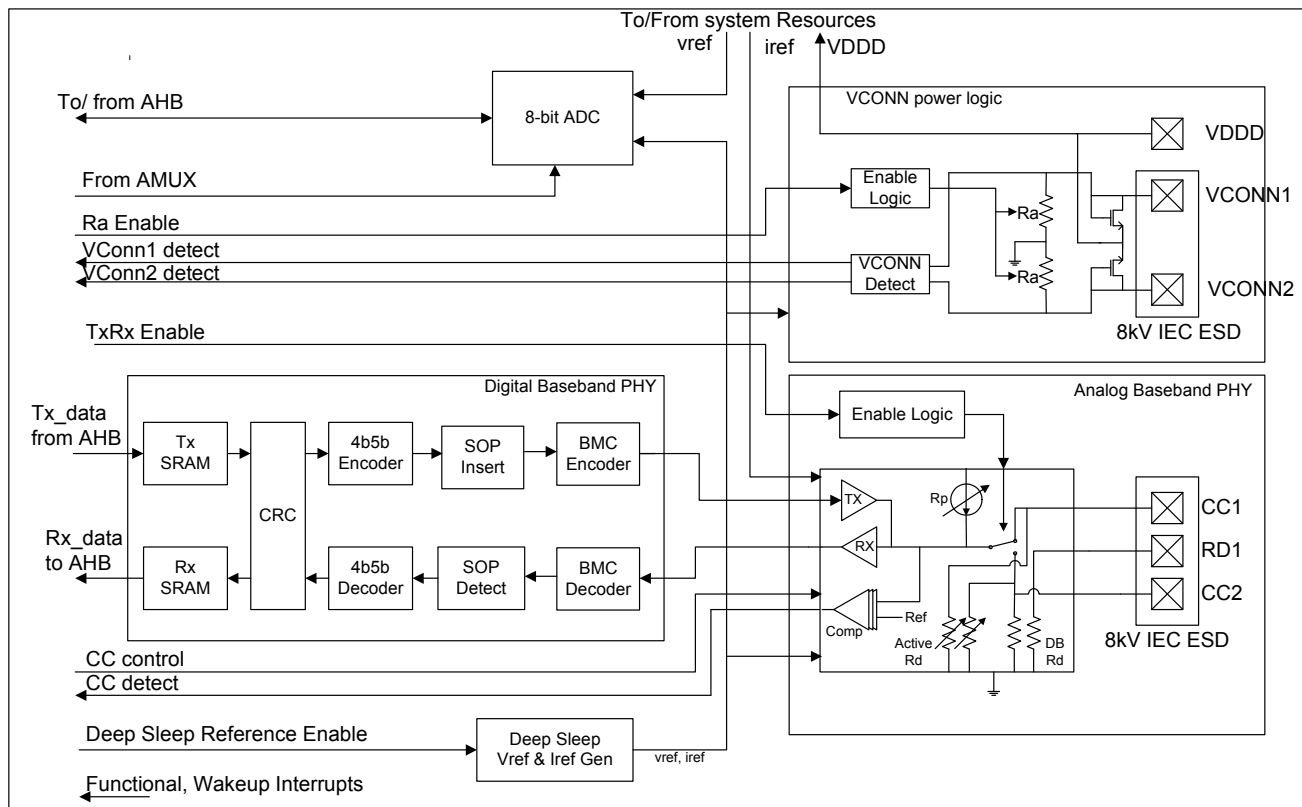 To/From system Resources
vref
iref
VDDD
To/ from AHB
8-bit ADC
From AMUX
VCONN power logic
VDDD
Ra Enable
Enable
Logic
Ra
VCONN1
VConn1 detect
VConn2 detect
VCONN
Detect
Ra
VCONN2
8kV IEC ESD
TxRx Enable
Digital Baseband PHY
Analog Baseband PHY
Enable Logic
Tx_data
from AHB
Tx
SRAM
CRC
4b5b
Encoder
SOP
Insert
BMC
Encoder
TX
Rp
CC1
Rx_data
to AHB
Rx
SRAM
4b5b
Decoder
SOP
Detect
BMC
Decoder
RX
RD1
CC2
Comp
Ref
Active
Rd
DB
Rd
8kV IEC ESD
CC control
CC detect
Deep Sleep Reference Enable
Deep Sleep
Vref & Iref Gen
vref, iref
Functional, Wakeup Interrupts